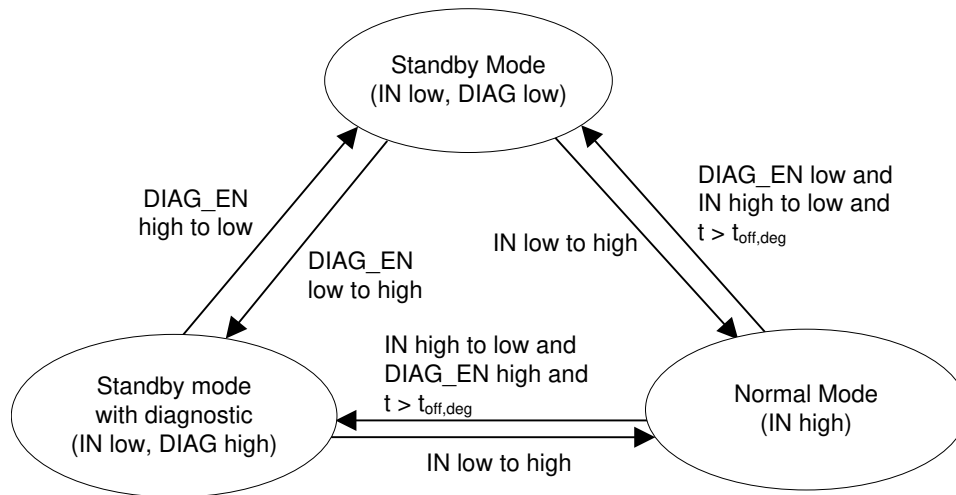 Standby Mode
(IN low, DIAG low)
DIAG_EN
high to low
DIAG_EN
low to high
IN low to high
DIAG_EN low and
IN high to low and
t > toff,deg
Standby mode
with diagnostic
(IN low, DIAG high)
IN high to low and
DIAG_EN high and
t > toff,deg
IN low to high
Normal Mode
(IN high)